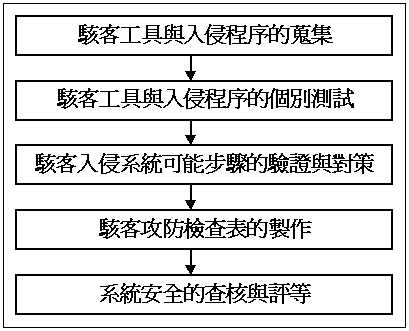 駭客工具與入侵程序的蒐集
駭客工具與入侵程序的個別測試
駭客入侵系統可能步驟的驗證與對策
駭客攻防檢查表的製作
系統安全的查核與評等